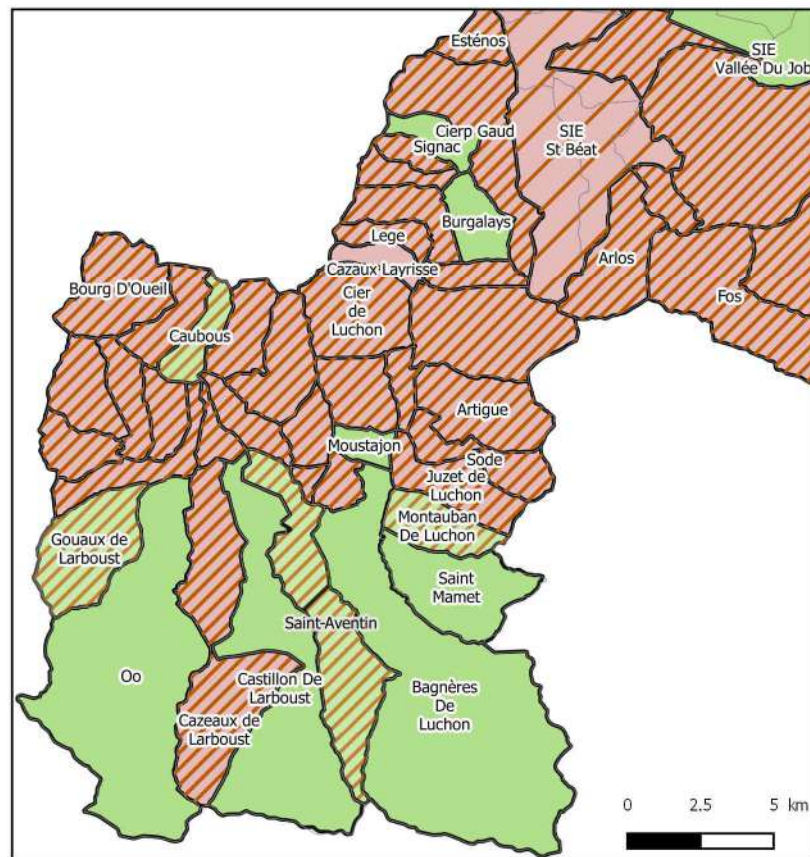 Esténos
SIE
Vallée Du Job
Cierp Gaud
Signac
SIE
St Béat
Burgalays
Lege
Cazaux Layrisse
Arlos
Bourg D'Oueil
Cier
de
Luchon
Fos
Caubous
Artigue
Moustajon
Sode
Juzet de
Luchon
Montauban
De Luchon
Gouaux de
Larboust
Saint
Mamet
Saint-Aventin
Oo
Castillon De
Larboust
Bagnères
De
Luchon
Cazeaux de
Larboust
0 2.5 5 km